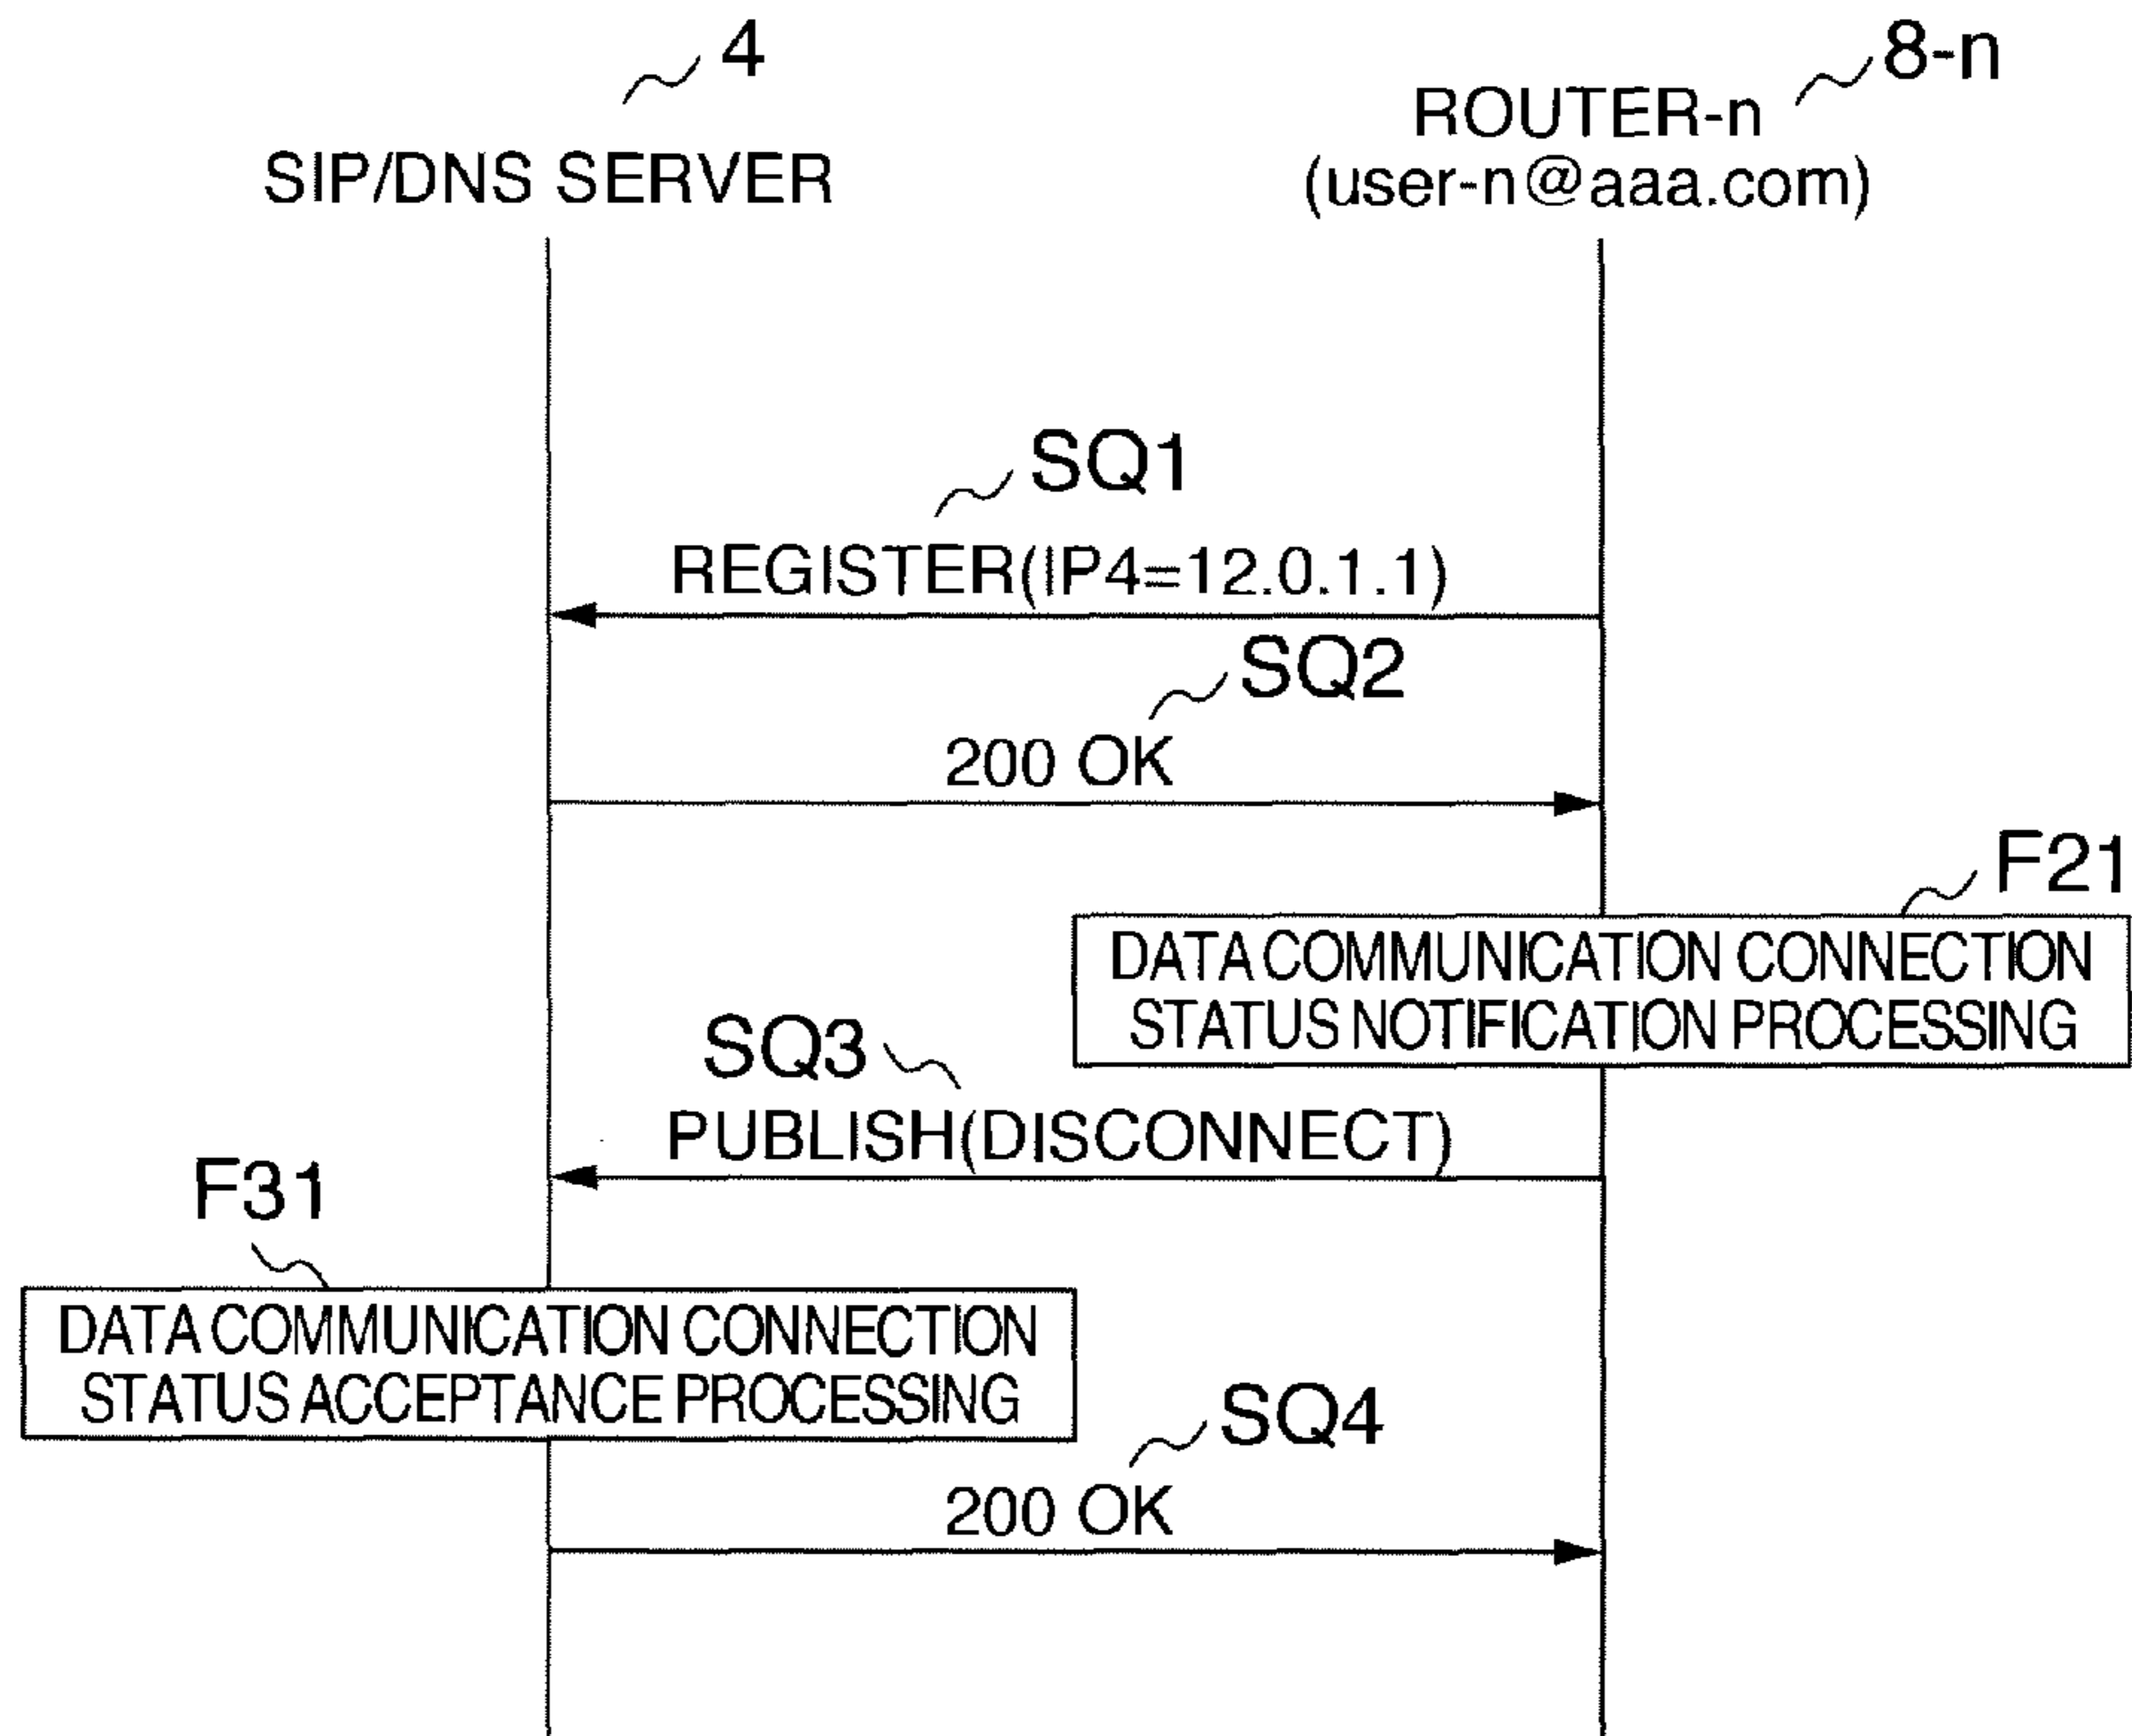 4
SIP/DNS SERVER
8-n
ROUTER-n
(user-n@aaa.com)
SQ1
REGISTER(IP4=12.0.1.1)
SQ2
200 OK
F21
DATA COMMUNICATION CONNECTION
STATUS NOTIFICATION PROCESSING
SQ3
PUBLISH(DISCONNECT)
F31
DATA COMMUNICATION CONNECTION
STATUS ACCEPTANCE PROCESSING
SQ4
200 OK